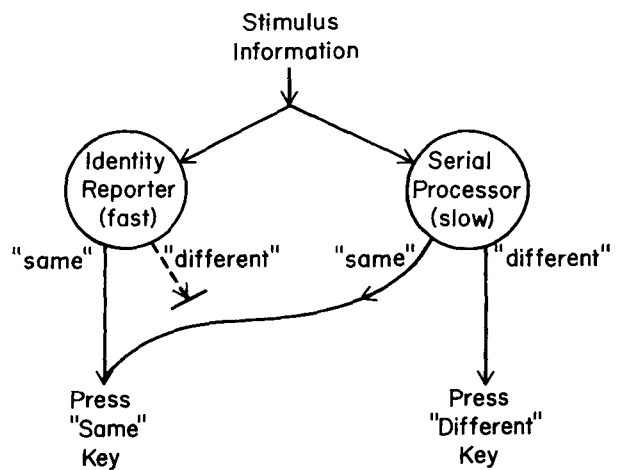 Stimulus
Information
Identity
Reporter
(fast)
Serial
Processor
(slow)
"same"
"different"
"same"
"different"
Press
"Same"
Key
Press
"Different"
Key